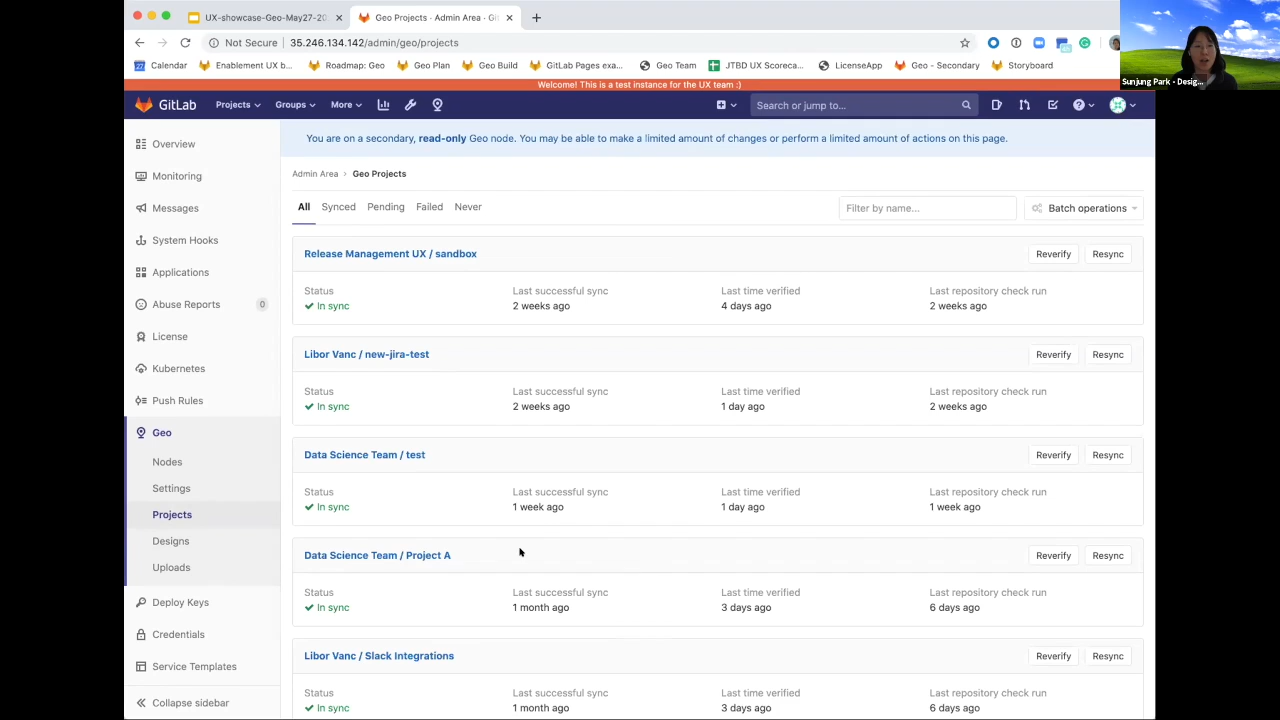 UX-showcase-Geo-May27-20
Geo Projects · Admin Area · Gi
Not Secure
35.246.134.142/admin/geo/projects
Calendar
Enablement UX b...
Roadmap: Geo
Geo Plan
Geo Build
GitLab Pages exa...
Geo Team
JTBD UX Scoreca...
LicenseApp
Geo - Secondary
Storyboard
Sunjung Park - Desig...
Welcome! This is a test instance for the UX team :)
GitLab
Projects
Groups
More
Search or jump to...
You are on a secondary, read-only Geo node. You may be able to make a limited amount of changes or perform a limited amount of actions on this page.
Overview
Monitoring
Messages
System Hooks
Applications
Abuse Reports 0
License
Kubernetes
Push Rules
Geo
Nodes
Settings
Projects
Designs
Uploads
Deploy Keys
Credentials
Service Templates
Collapse sidebar
Admin Area › Geo Projects
All Synced Pending Failed Never
Filter by name...
Batch operations
Release Management UX / sandbox
Reverify Resync
Status Last successful sync Last time verified Last repository check run
In sync 2 weeks ago 4 days ago 2 weeks ago
Libor Vanc / new-jira-test
Reverify Resync
Status Last successful sync Last time verified Last repository check run
In sync 2 weeks ago 1 day ago 2 weeks ago
Data Science Team / test
Reverify Resync
Status Last successful sync Last time verified Last repository check run
In sync 1 week ago 1 day ago 1 week ago
Data Science Team / Project A
Reverify Resync
Status Last successful sync Last time verified Last repository check run
In sync 1 month ago 3 days ago 6 days ago
Libor Vanc / Slack Integrations
Reverify Resync
Status Last successful sync Last time verified Last repository check run
In sync 1 month ago 3 days ago 6 days ago